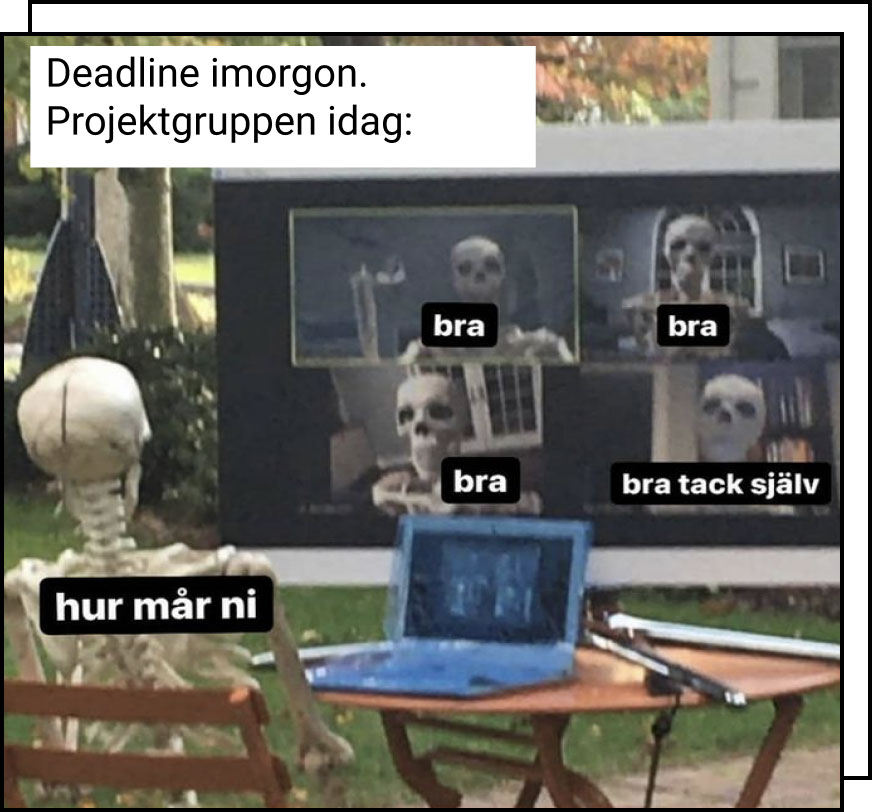 Deadline imorgon.
Projektgruppen idag:
bra
bra
bra
bra tack själv
hur mår ni